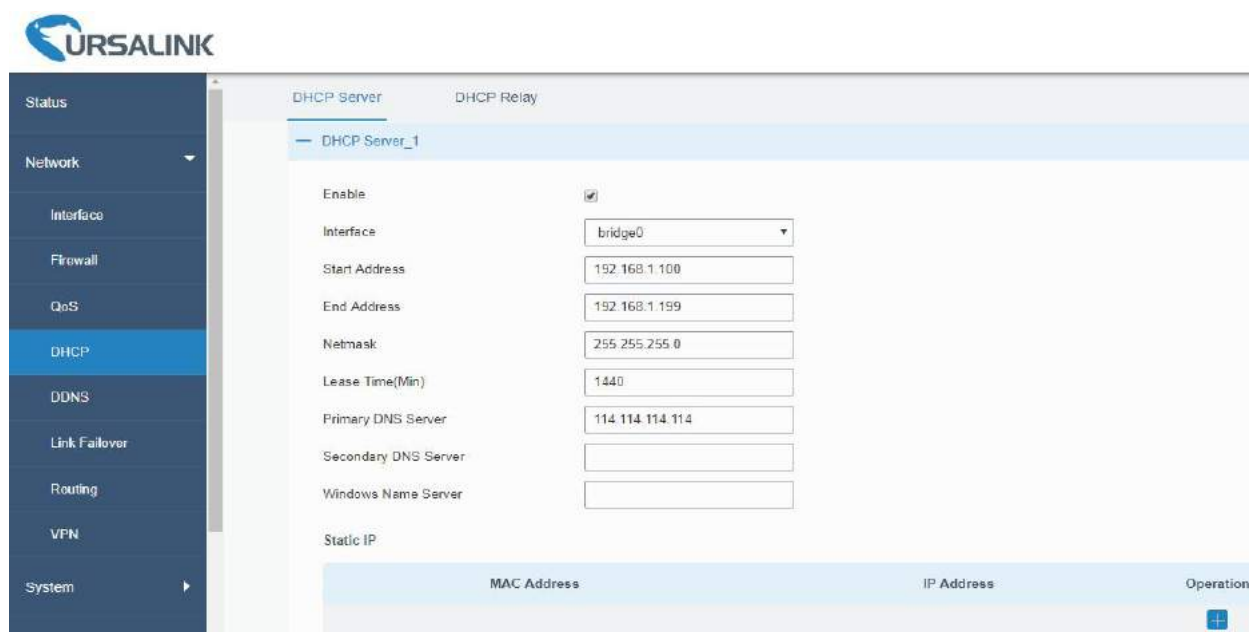 URSALINK
Status
Network
Interface
Firewall
QoS
DHCP
DDNS
Link Failover
Routing
VPN
System
DHCP Server DHCP Relay
— DHCP Server_1
Enable
Interface bridge0
Start Address 192.168.1.100
End Address 192.168.1.199
Netmask 255.255.255.0
Lease Time(Min) 1440
Primary DNS Server 114.114.114.114
Secondary DNS Server
Windows Name Server
Static IP
MAC Address IP Address Operation